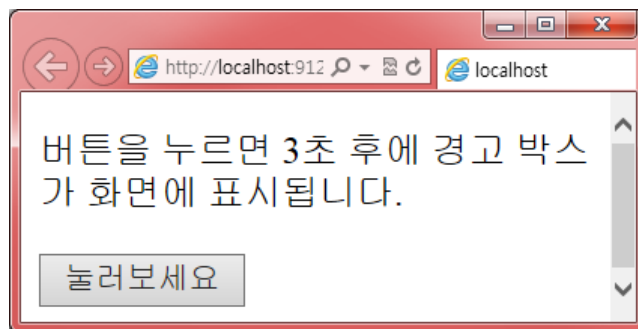 http://localhost:912
localhost
버튼을 누르면 3초 후에 경고 박스
가 화면에 표시됩니다.
눌러보세요